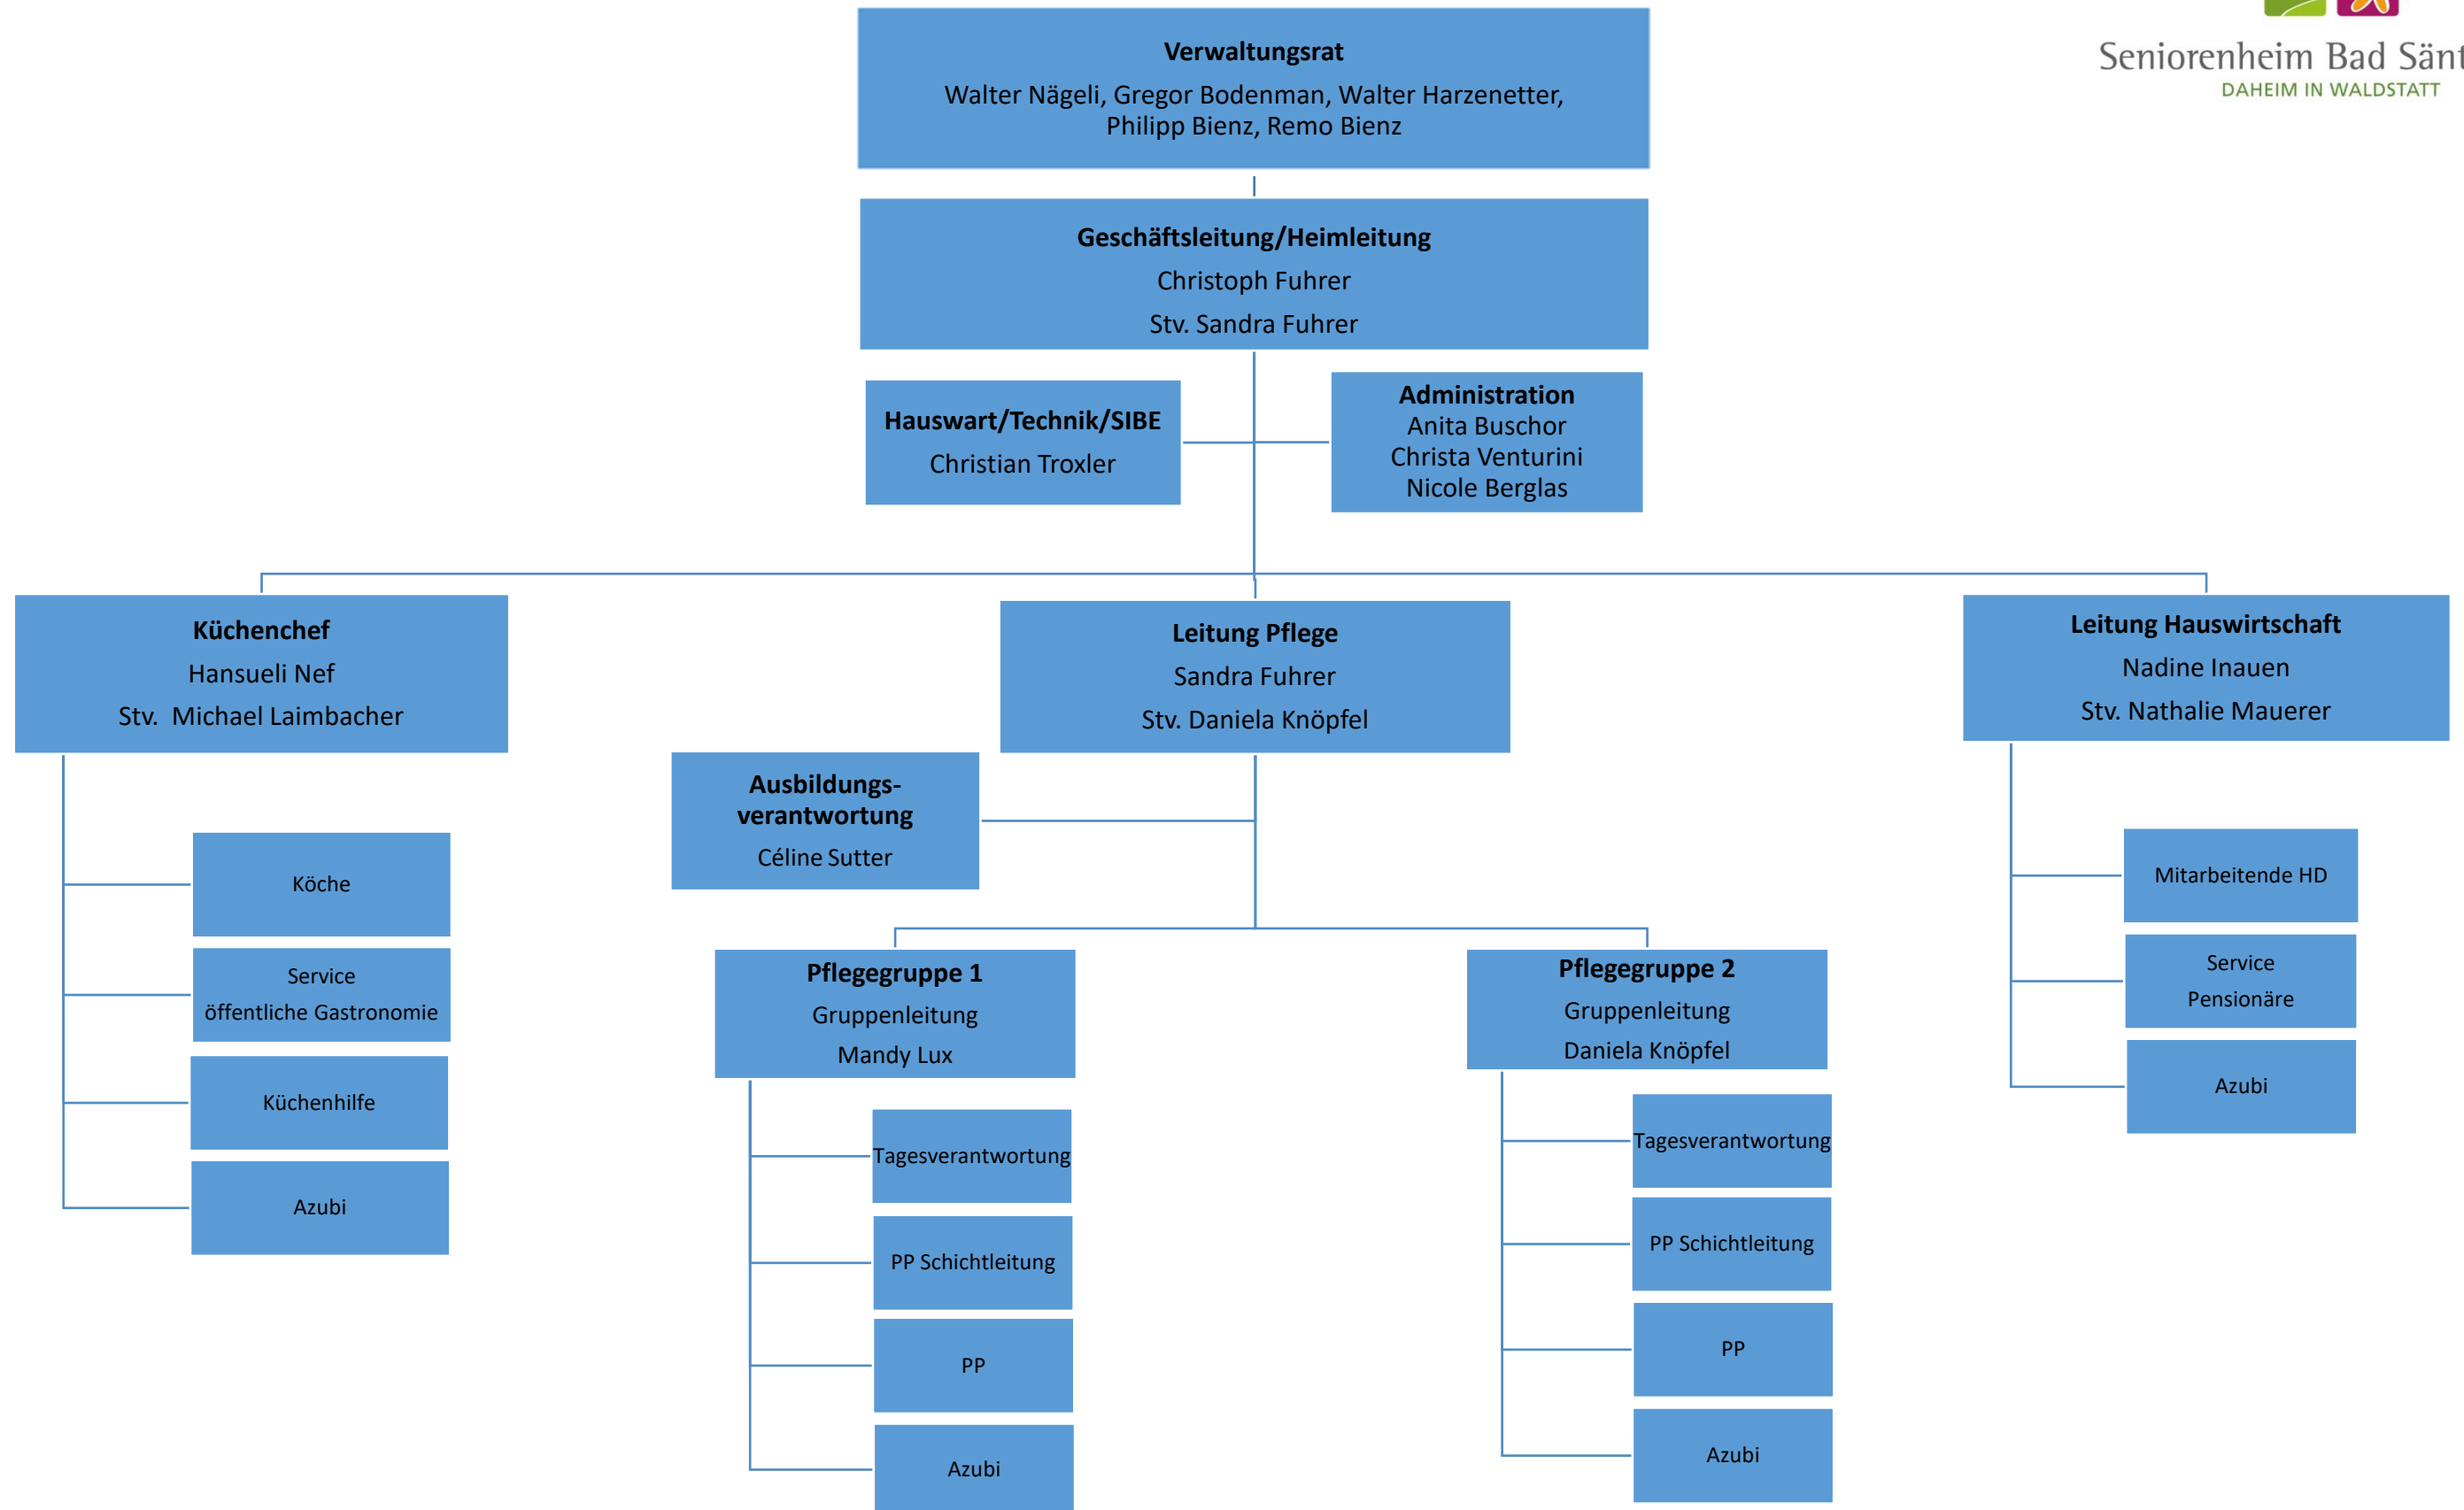 Seniorenheim Bad Sänt
DAHEIM IN WALDSTATT
Verwaltungsrat
Walter Nägeli, Gregor Bodenman, Walter Harzenetter,
Philipp Bienz, Remo Bienz
Geschäftsleitung/Heimleitung
Christoph Fuhrer
Stv. Sandra Fuhrer
Hauswart/Technik/SIBE
Christian Troxler
Administration
Anita Buschor
Christa Venturini
Nicole Berglas
Küchenchef
Hansueli Nef
Stv.  Michael Laimbacher
Köche
Service
öffentliche Gastronomie
Küchenhilfe
Azubi
Leitung Pflege
Sandra Fuhrer
Stv. Daniela Knöpfel
Ausbildungs-
verantwortung
Céline Sutter
Pflegegruppe 1
Gruppenleitung
Mandy Lux
Tagesverantwortung
PP Schichtleitung
PP
Azubi
Pflegegruppe 2
Gruppenleitung
Daniela Knöpfel
Tagesverantwortung
PP Schichtleitung
PP
Azubi
Leitung Hauswirtschaft
Nadine Inauen
Stv. Nathalie Mauerer
Mitarbeitende HD
Service
Pensionäre
Azubi